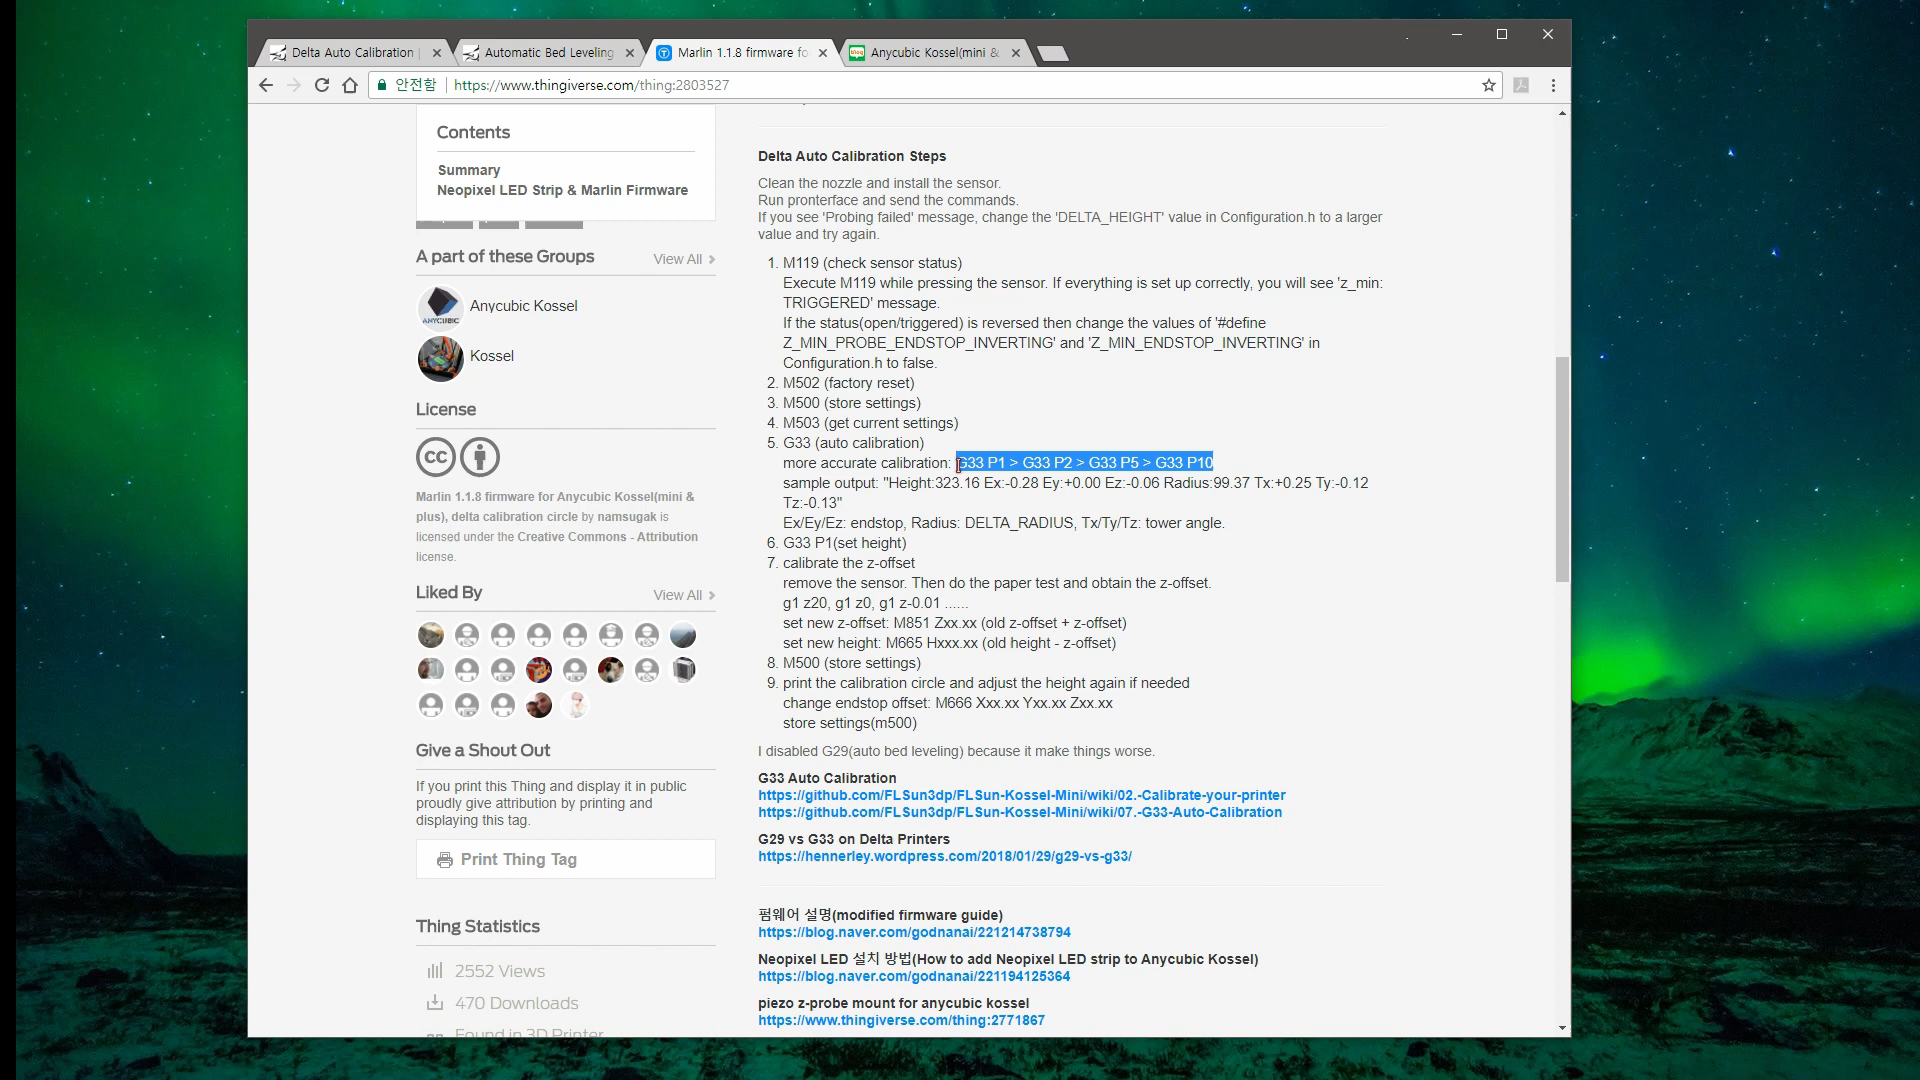 Delta Auto Calibration |
Automatic Bed Leveling
Marlin 1.1.8 firmware fo
Anycubic Kossel(mini &
안전함
https://www.thingiverse.com/thing:2803527
Contents
Summary
Neopixel LED Strip & Marlin Firmware
A part of these Groups
View All
Anycubic Kossel
Kossel
License
Marlin 1.1.8 firmware for Anycubic Kossel(mini &
plus), delta calibration circle by namsugak is
licensed under the Creative Commons - Attribution
license.
Liked By
View All
Give a Shout Out
If you print this Thing and display it in public
proudly give attribution by printing and
displaying this tag.
Print Thing Tag
Thing Statistics
2552 Views
470 Downloads
Found in 3D Printer
Delta Auto Calibration Steps
Clean the nozzle and install the sensor.
Run pronterface and send the commands.
If you see 'Probing failed' message, change the 'DELTA_HEIGHT' value in Configuration.h to a larger
value and try again.
1. M119 (check sensor status)
Execute M119 while pressing the sensor. If everything is set up correctly, you will see 'z_min:
TRIGGERED' message.
If the status(open/triggered) is reversed then change the values of '#define
Z_MIN_PROBE_ENDSTOP_INVERTING' and 'Z_MIN_ENDSTOP_INVERTING' in
Configuration.h to false.
2. M502 (factory reset)
3. M500 (store settings)
4. M503 (get current settings)
5. G33 (auto calibration)
more accurate calibration: G33 P1 > G33 P2 > G33 P5 > G33 P10
sample output: "Height:323.16 Ex:-0.28 Ey:+0.00 Ez:-0.06 Radius:99.37 Tx:+0.25 Ty:-0.12
Tz:-0.13"
Ex/Ey/Ez: endstop, Radius: DELTA_RADIUS, Tx/Ty/Tz: tower angle.
6. G33 P1(set height)
7. calibrate the z-offset
remove the sensor. Then do the paper test and obtain the z-offset.
g1 z20, g1 z0, g1 z-0.01 ......
set new z-offset: M851 Zxx.xx (old z-offset + z-offset)
set new height: M665 Hxxx.xx (old height - z-offset)
8. M500 (store settings)
9. print the calibration circle and adjust the height again if needed
change endstop offset: M666 Xxx.xx Yxx.xx Zxx.xx
store settings(m500)
I disabled G29(auto bed leveling) because it make things worse.
G33 Auto Calibration
https://github.com/FLSun3dp/FLSun-Kossel-Mini/wiki/02.-Calibrate-your-printer
https://github.com/FLSun3dp/FLSun-Kossel-Mini/wiki/07.-G33-Auto-Calibration
G29 vs G33 on Delta Printers
https://hennerley.wordpress.com/2018/01/29/g29-vs-g33/
펌웨어 설명(modified firmware guide)
https://blog.naver.com/godnanai/221214738794
Neopixel LED 설치 방법(How to add Neopixel LED strip to Anycubic Kossel)
https://blog.naver.com/godnanai/221194125364
piezo z-probe mount for anycubic kossel
https://www.thingiverse.com/thing:2771867